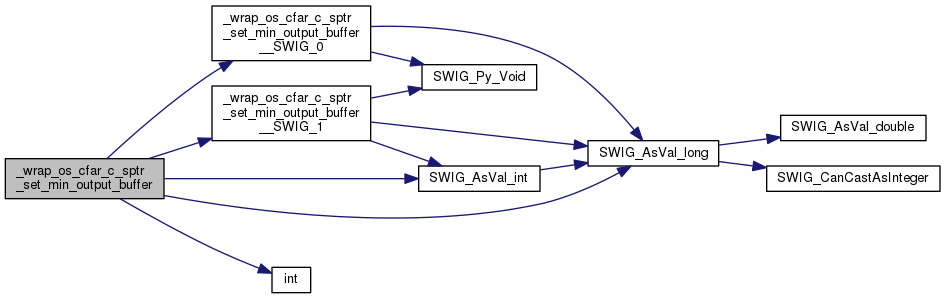 _wrap_os_cfar_c_sptr
_set_min_output_buffer
__SWIG_0
SWIG_Py_Void
_wrap_os_cfar_c_sptr
_set_min_output_buffer
__SWIG_1
SWIG_AsVal_double
SWIG_AsVal_long
_wrap_os_cfar_c_sptr
_set_min_output_buffer
SWIG_AsVal_int
SWIG_CanCastAsInteger
int